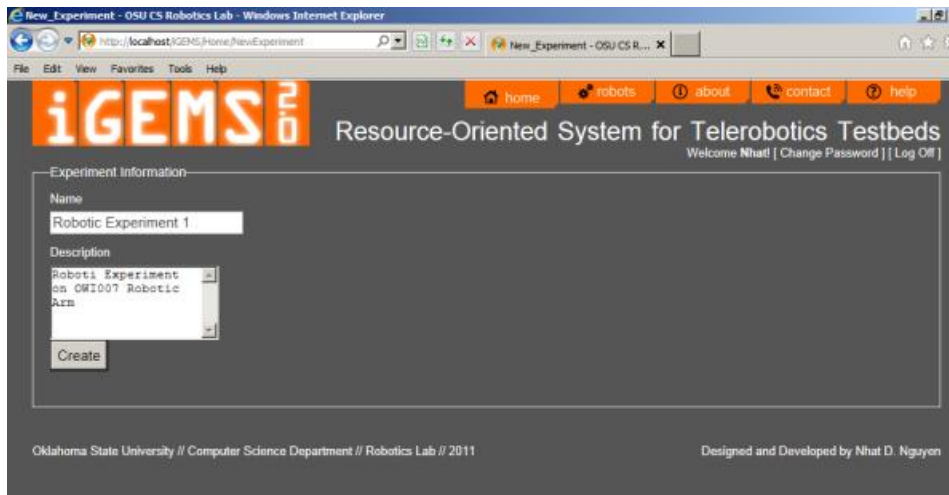 New_Experiment - OSU CS Robotics Lab - Windows Internet Explorer
http://localhost/iGEMS/Home/NewExperiment
New_Experiment - OSU CS R...
File Edit View Favorites Tools Help
iGEMS 2.0
home robots about contact help
Resource-Oriented System for Telerobotics Testbeds
Welcome Nhat! [ Change Password ] [ Log Off ]
Experiment Information
Name
Robotic Experiment 1
Description
Roboti Experiment
on OWI007 Robotic
Arm
Create
Oklahoma State University // Computer Science Department // Robotics Lab // 2011
Designed and Developed by Nhat D. Nguyen